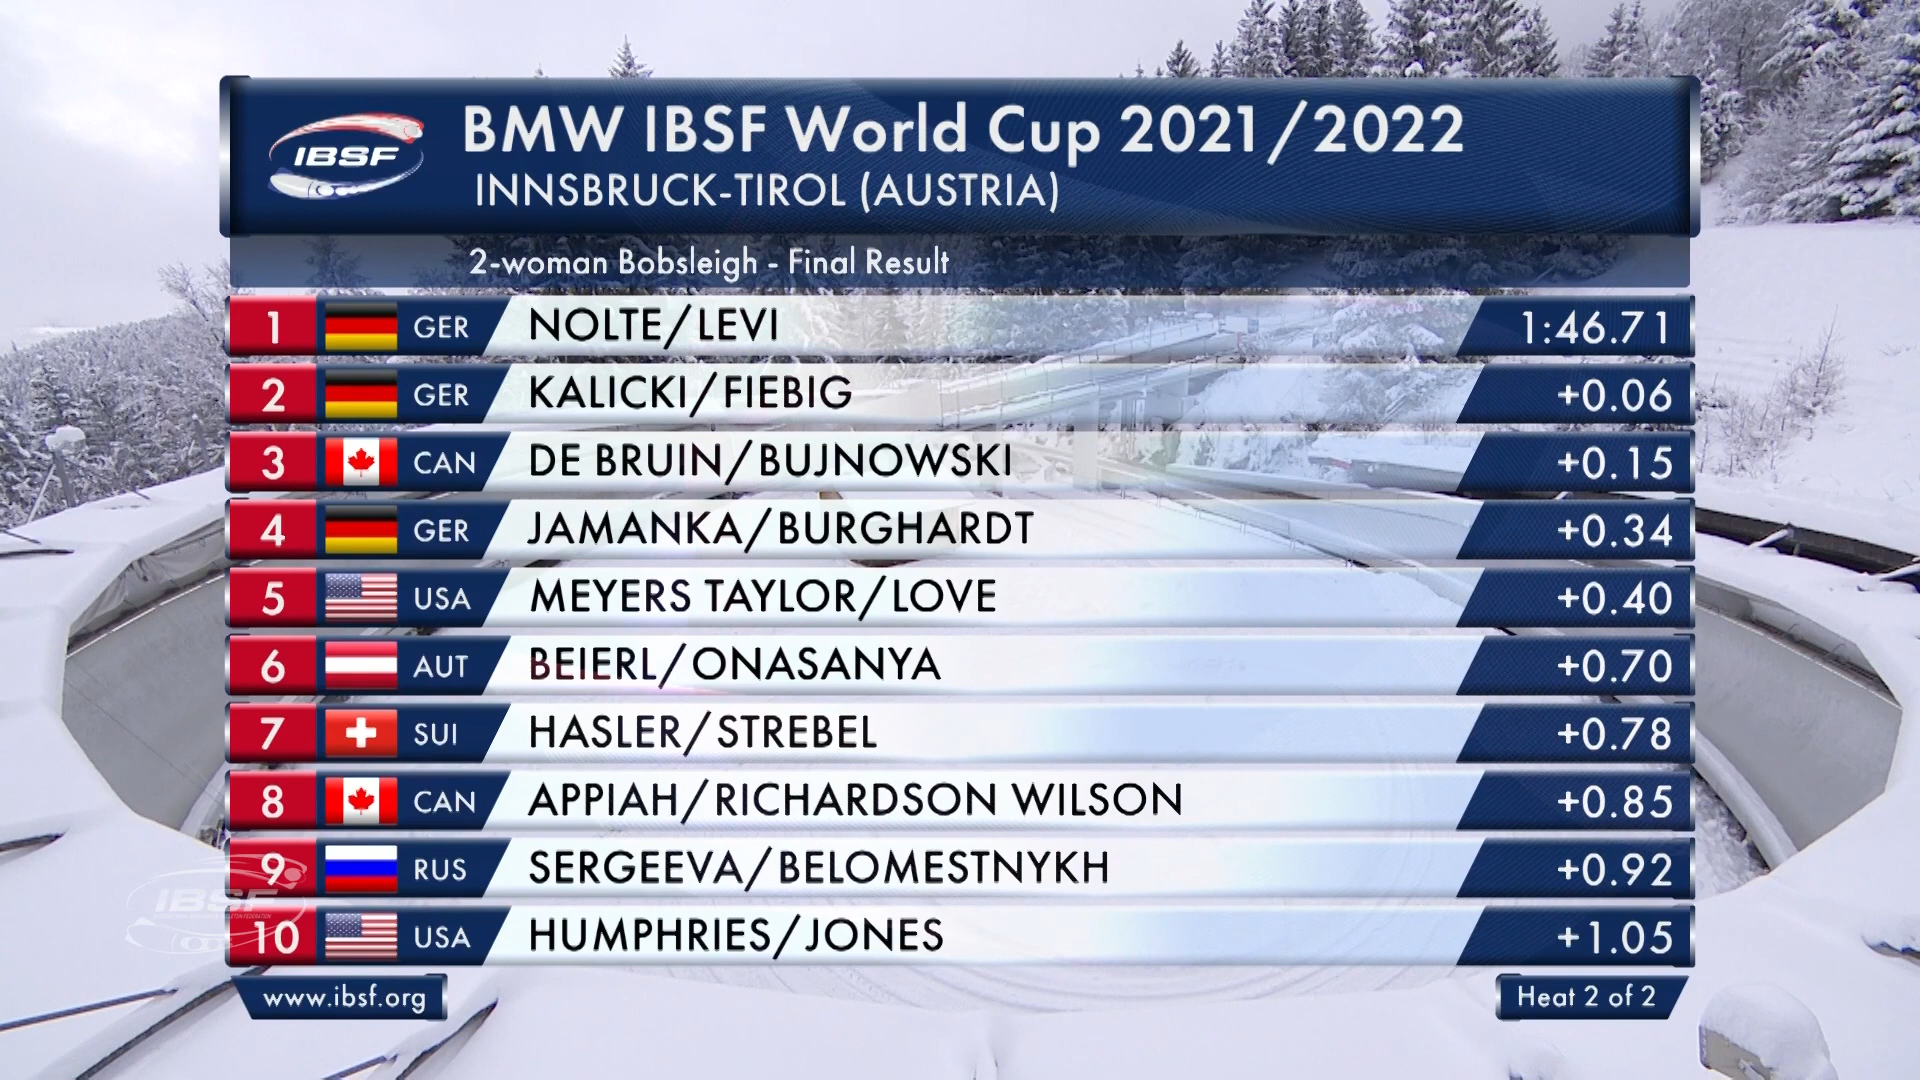 IBSF
BMW IBSF World Cup 2021/2022
INNSBRUCK-TIROL (AUSTRIA)
2-woman Bobsleigh - Final Result
1 GER NOLTE/LEVI 1:46.71
2 GER KALICKI/FIEBIG +0.06
3 CAN DE BRUIN/BUJNOWSKI +0.15
4 GER JAMANKA/BURGHARDT +0.34
5 USA MEYERS TAYLOR/LOVE +0.40
6 AUT BEIERL/ONASANYA +0.70
7 SUI HASLER/STREBEL +0.78
8 CAN APPIAH/RICHARDSON WILSON +0.85
9 RUS SERGEEVA/BELOMESTNYKH +0.92
IBSF
10 USA HUMPHRIES/JONES +1.05
www.ibsf.org Heat 2 of 2